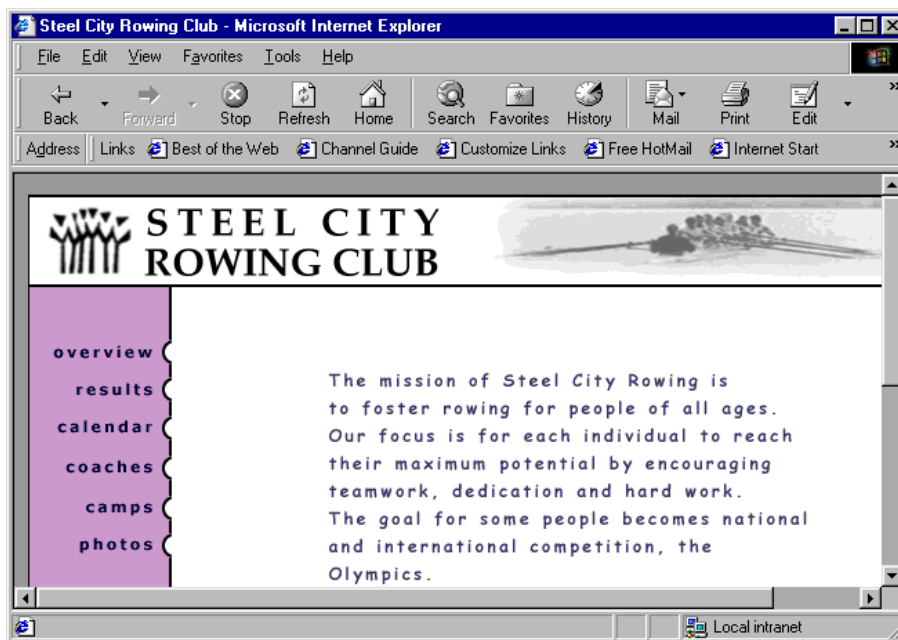 Steel City Rowing Club - Microsoft Internet Explorer
File Edit View Favorites Tools Help
Back Forward Stop Refresh Home Search Favorites History Mail Print Edit »
Address Links Best of the Web Channel Guide Customize Links Free HotMail Internet Start »
STEEL CITY
ROWING CLUB
overview
results
calendar
coaches
camps
photos
The mission of Steel City Rowing is
to foster rowing for people of all ages.
Our focus is for each individual to reach
their maximum potential by encouraging
teamwork, dedication and hard work.
The goal for some people becomes national
and international competition, the
Olympics.
Local intranet